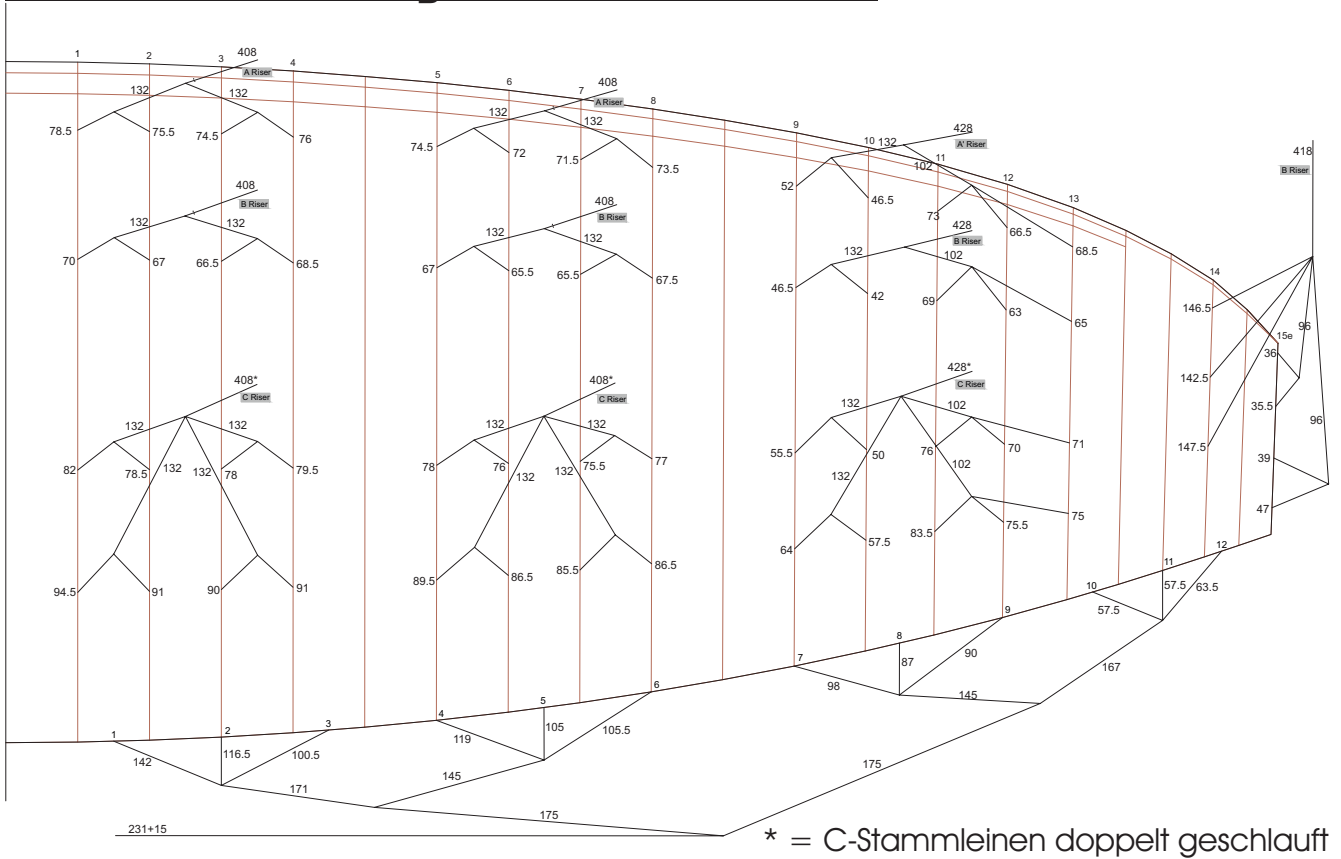 1 2 3 4 5 6 7 8 9 10 11 12 13 14 15e
408
A Riser
132 132
78.5 75.5 74.5 76
408
A Riser
132 132
74.5 72 71.5 73.5
428
A' Riser
132 102
52 46.5 73 66.5 68.5
418
B Riser
408
B Riser
132 132
70 67 66.5 68.5
408
B Riser
132 132
67 65.5 65.5 67.5
428
B Riser
132 102
46.5 42 69 63 65
146.5
142.5
147.5
96
36
35.5
96
39
47
408*
C Riser
132 132
82 78.5 132 132 78 79.5
94.5 91 90 91
408*
C Riser
132 132
78 76 132 132 75.5 77
89.5 86.5 85.5 86.5
428*
C Riser
132 102
55.5 50 76 70 71
132 102
64 57.5 83.5 75.5 75
1 2 3 4 5 6 7 8 9 10 11 12
142 116.5 100.5
119 105 105.5
98 87 90
57.5 57.5 63.5
171 145 145 167
175 175
231+15
* = C-Stammleinen doppelt geschlauft